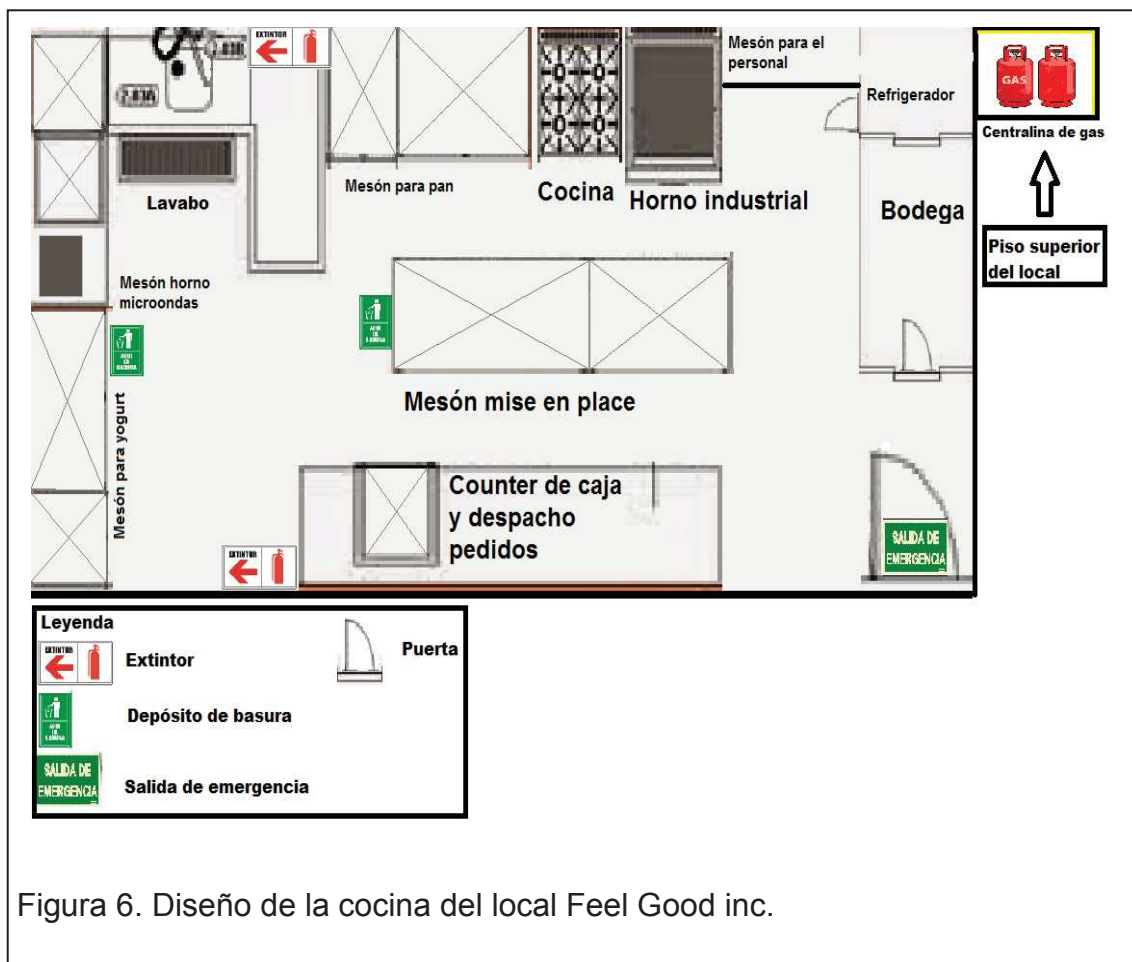 EXTINTOR
Mesón para el
personal
GAS
Refrigerador
Centralina de gas
Mesón para pan
Cocina
Horno industrial
Lavabo
Bodega
Piso superior
del local
Mesón horno
microondas
Mesón para yogurt
Mesón mise en place
Counter de caja
y despacho
pedidos
SALIDA DE
EMERGENCIA
EXTINTOR
Leyenda
EXTINTOR
Extintor
Puerta
Depósito de basura
SALIDA DE
EMERGENCIA
Salida de emergencia
Figura 6. Diseño de la cocina del local Feel Good inc.